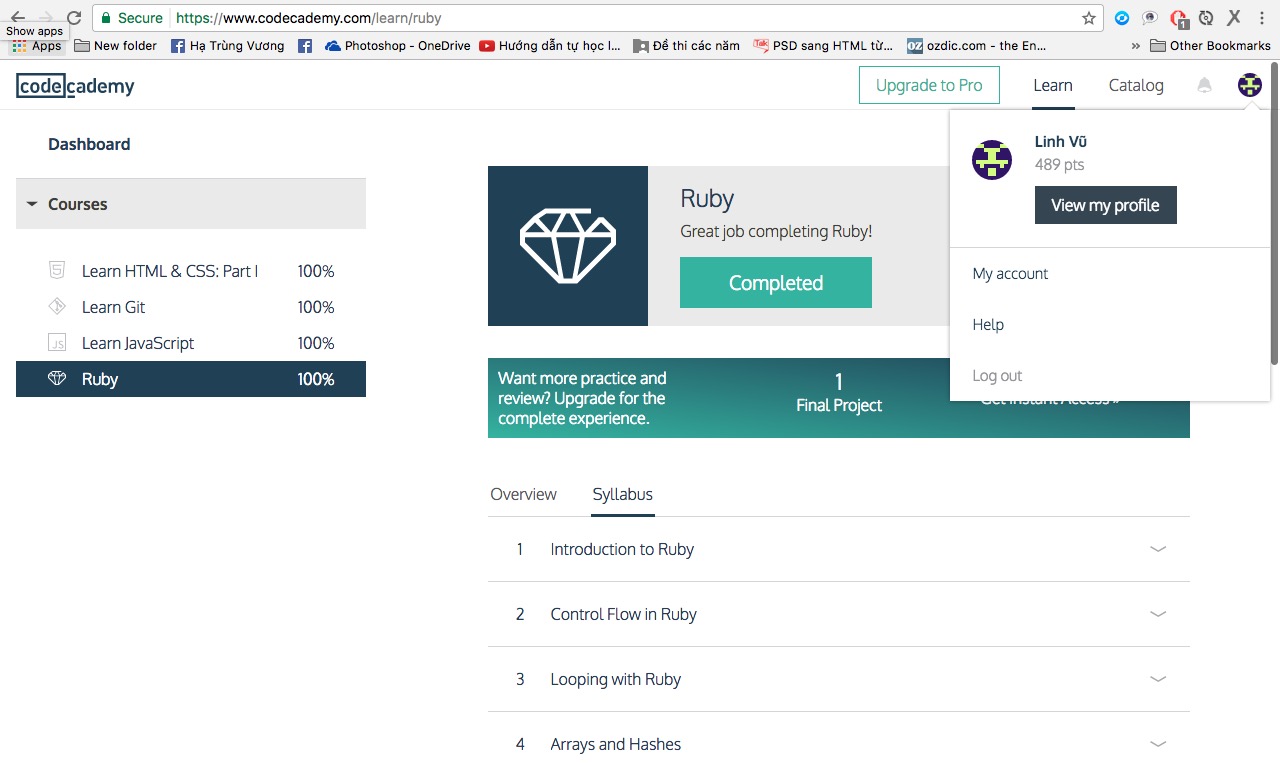 Secure https://www.codecademy.com/learn/ruby
Show apps
Apps New folder Hạ Trùng Vương Photoshop - OneDrive Hướng dẫn tự học l... Đề thi các năm PSD sang HTML từ... ozdic.com - the En... » Other Bookmarks
1
codecademy
Upgrade to Pro Learn Catalog
Dashboard
Courses
Learn HTML & CSS: Part I 100%
Learn Git 100%
Learn JavaScript 100%
Ruby 100%
Ruby
Great job completing Ruby!
Completed
Linh Vũ
489 pts
View my profile
My account
Help
Log out
Want more practice and
review? Upgrade for the
complete experience.
1
Final Project
Get Instant Access »
Overview Syllabus
1 Introduction to Ruby
2 Control Flow in Ruby
3 Looping with Ruby
4 Arrays and Hashes